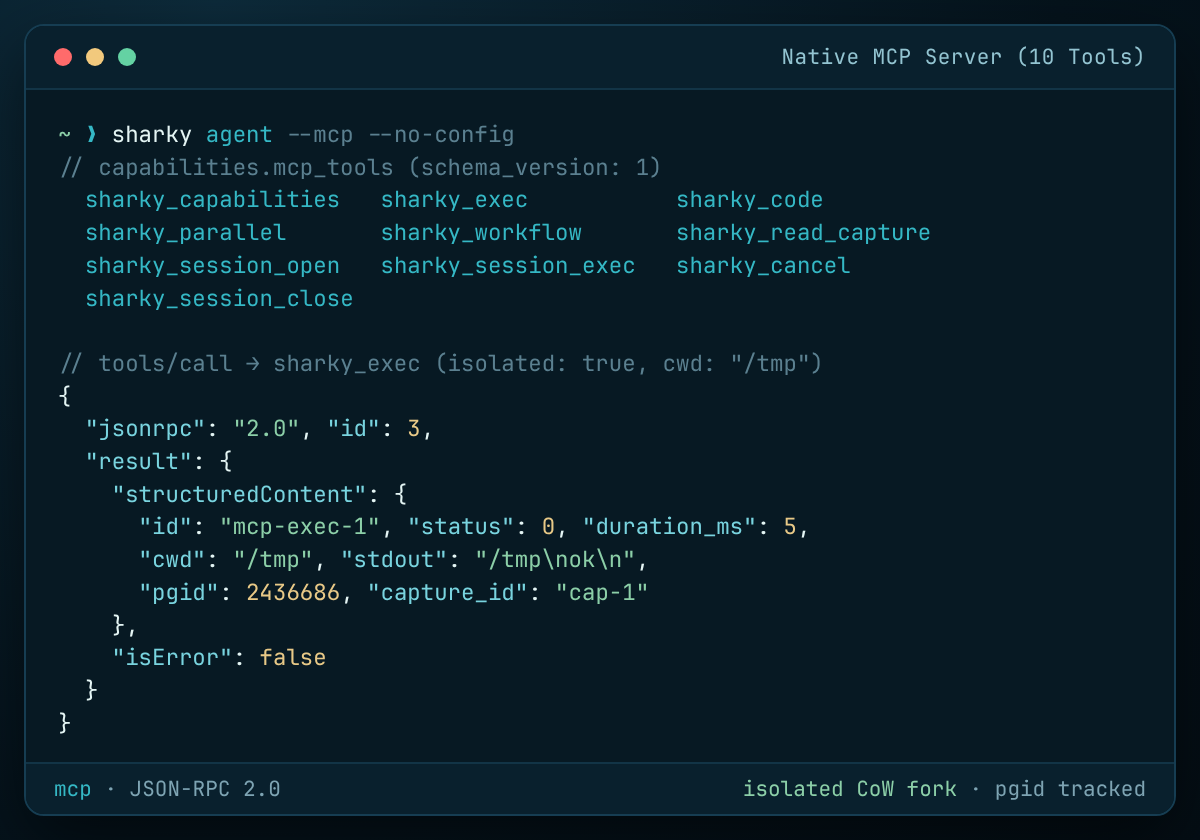 Native MCP Server (10 Tools)
~ ❯ sharky agent --mcp --no-config
// capabilities.mcp_tools (schema_version: 1)
sharky_capabilities sharky_exec sharky_code
sharky_parallel sharky_workflow sharky_read_capture
sharky_session_open sharky_session_exec sharky_cancel
sharky_session_close
// tools/call → sharky_exec (isolated: true, cwd: "/tmp")
{
"jsonrpc": "2.0", "id": 3,
"result": {
"structuredContent": {
"id": "mcp-exec-1", "status": 0, "duration_ms": 5,
"cwd": "/tmp", "stdout": "/tmp\nok\n",
"pgid": 2436686, "capture_id": "cap-1"
},
"isError": false
}
}
mcp · JSON-RPC 2.0
isolated CoW fork · pgid tracked